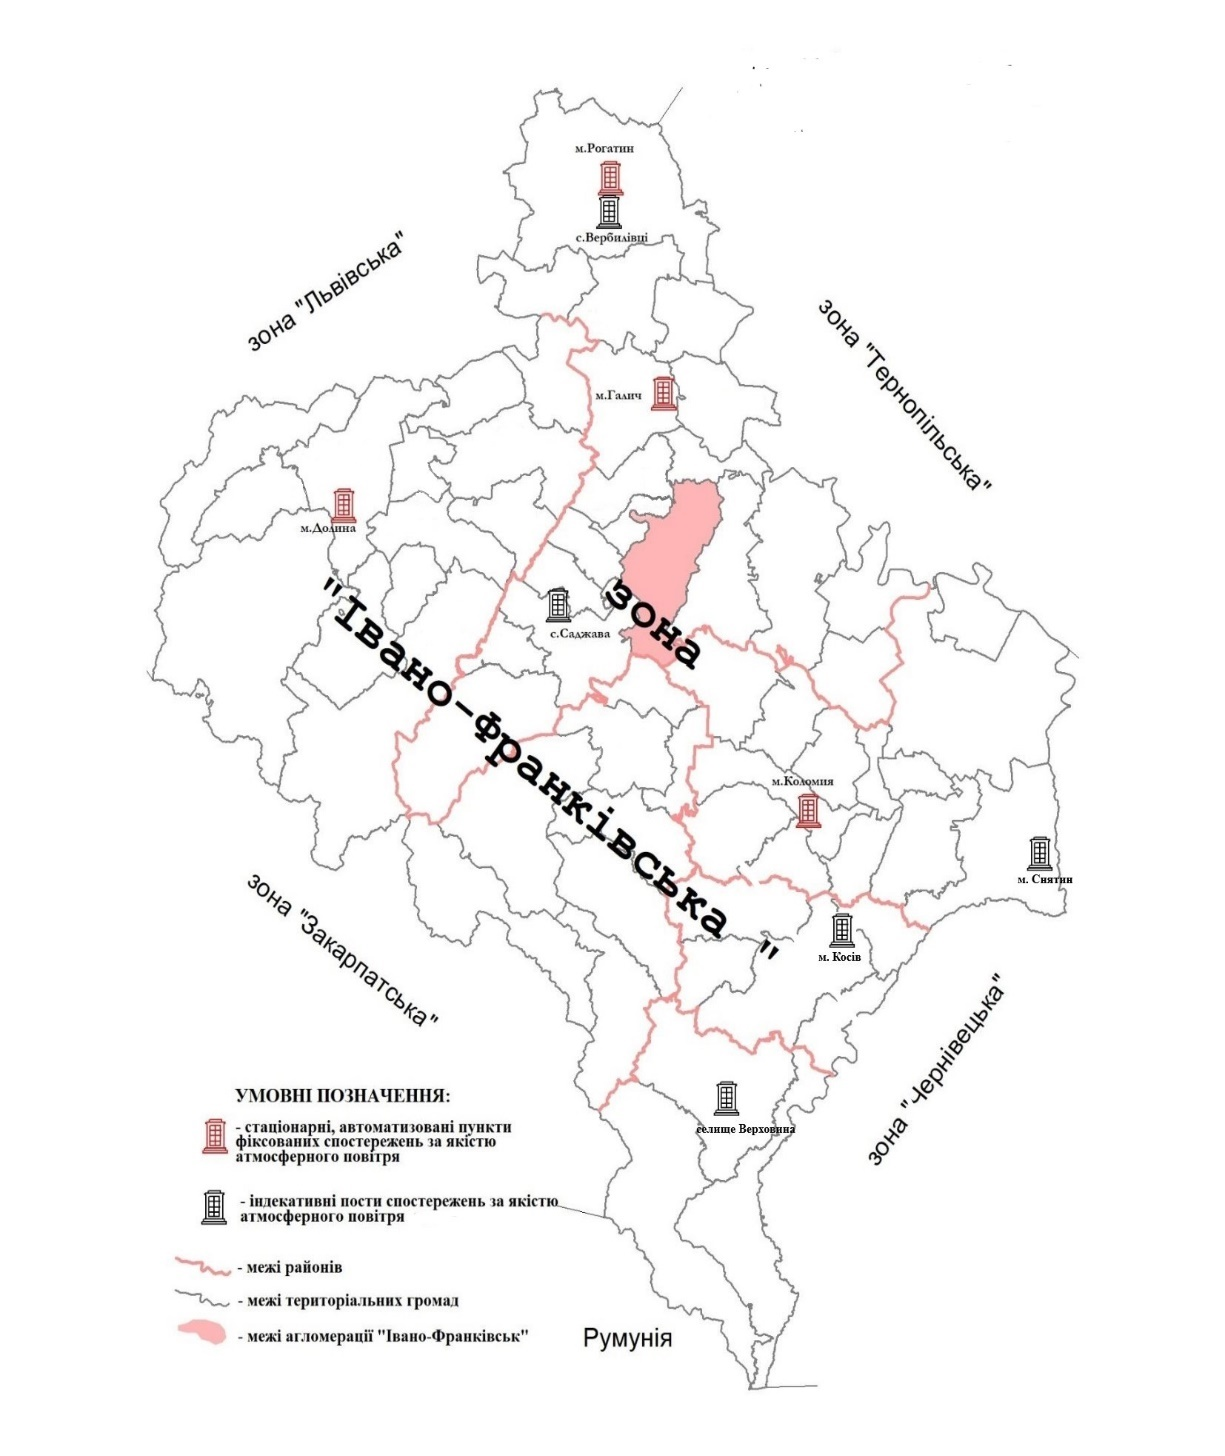 м.Рогатин
с.Вербилівці
зона "Львівська"
зона "Тернопільська"
м.Галич
м.Долина
зона
с.Саджава
"Івано-Франківська "
м.Коломия
м. Снятин
м. Косів
зона "Закарпатська"
зона "Чернівецька"
селище Верховина
УМОВНІ ПОЗНАЧЕННЯ:
- стаціонарні, автоматизовані пункти
фіксованих спостережень за якістю
атмосферного повітря
- індекативні пости спостережень за якістю
атмосферного повітря
- межі районів
- межі територіальних громад
- межі агломерації "Івано-Франківськ"
Румунія